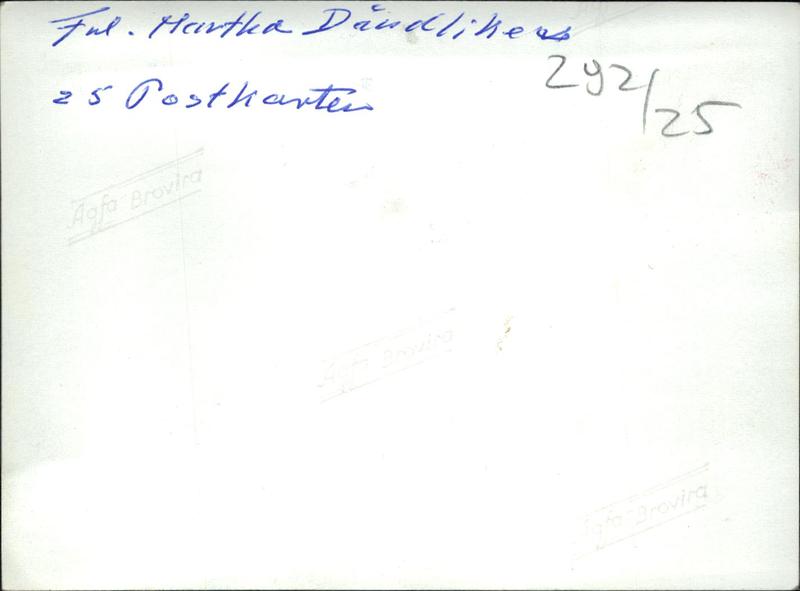 Frl. Martha Dändliker
25 Postkarten
292/25
Agfa Brovira
Agfa Brovira
Agfa Brovira